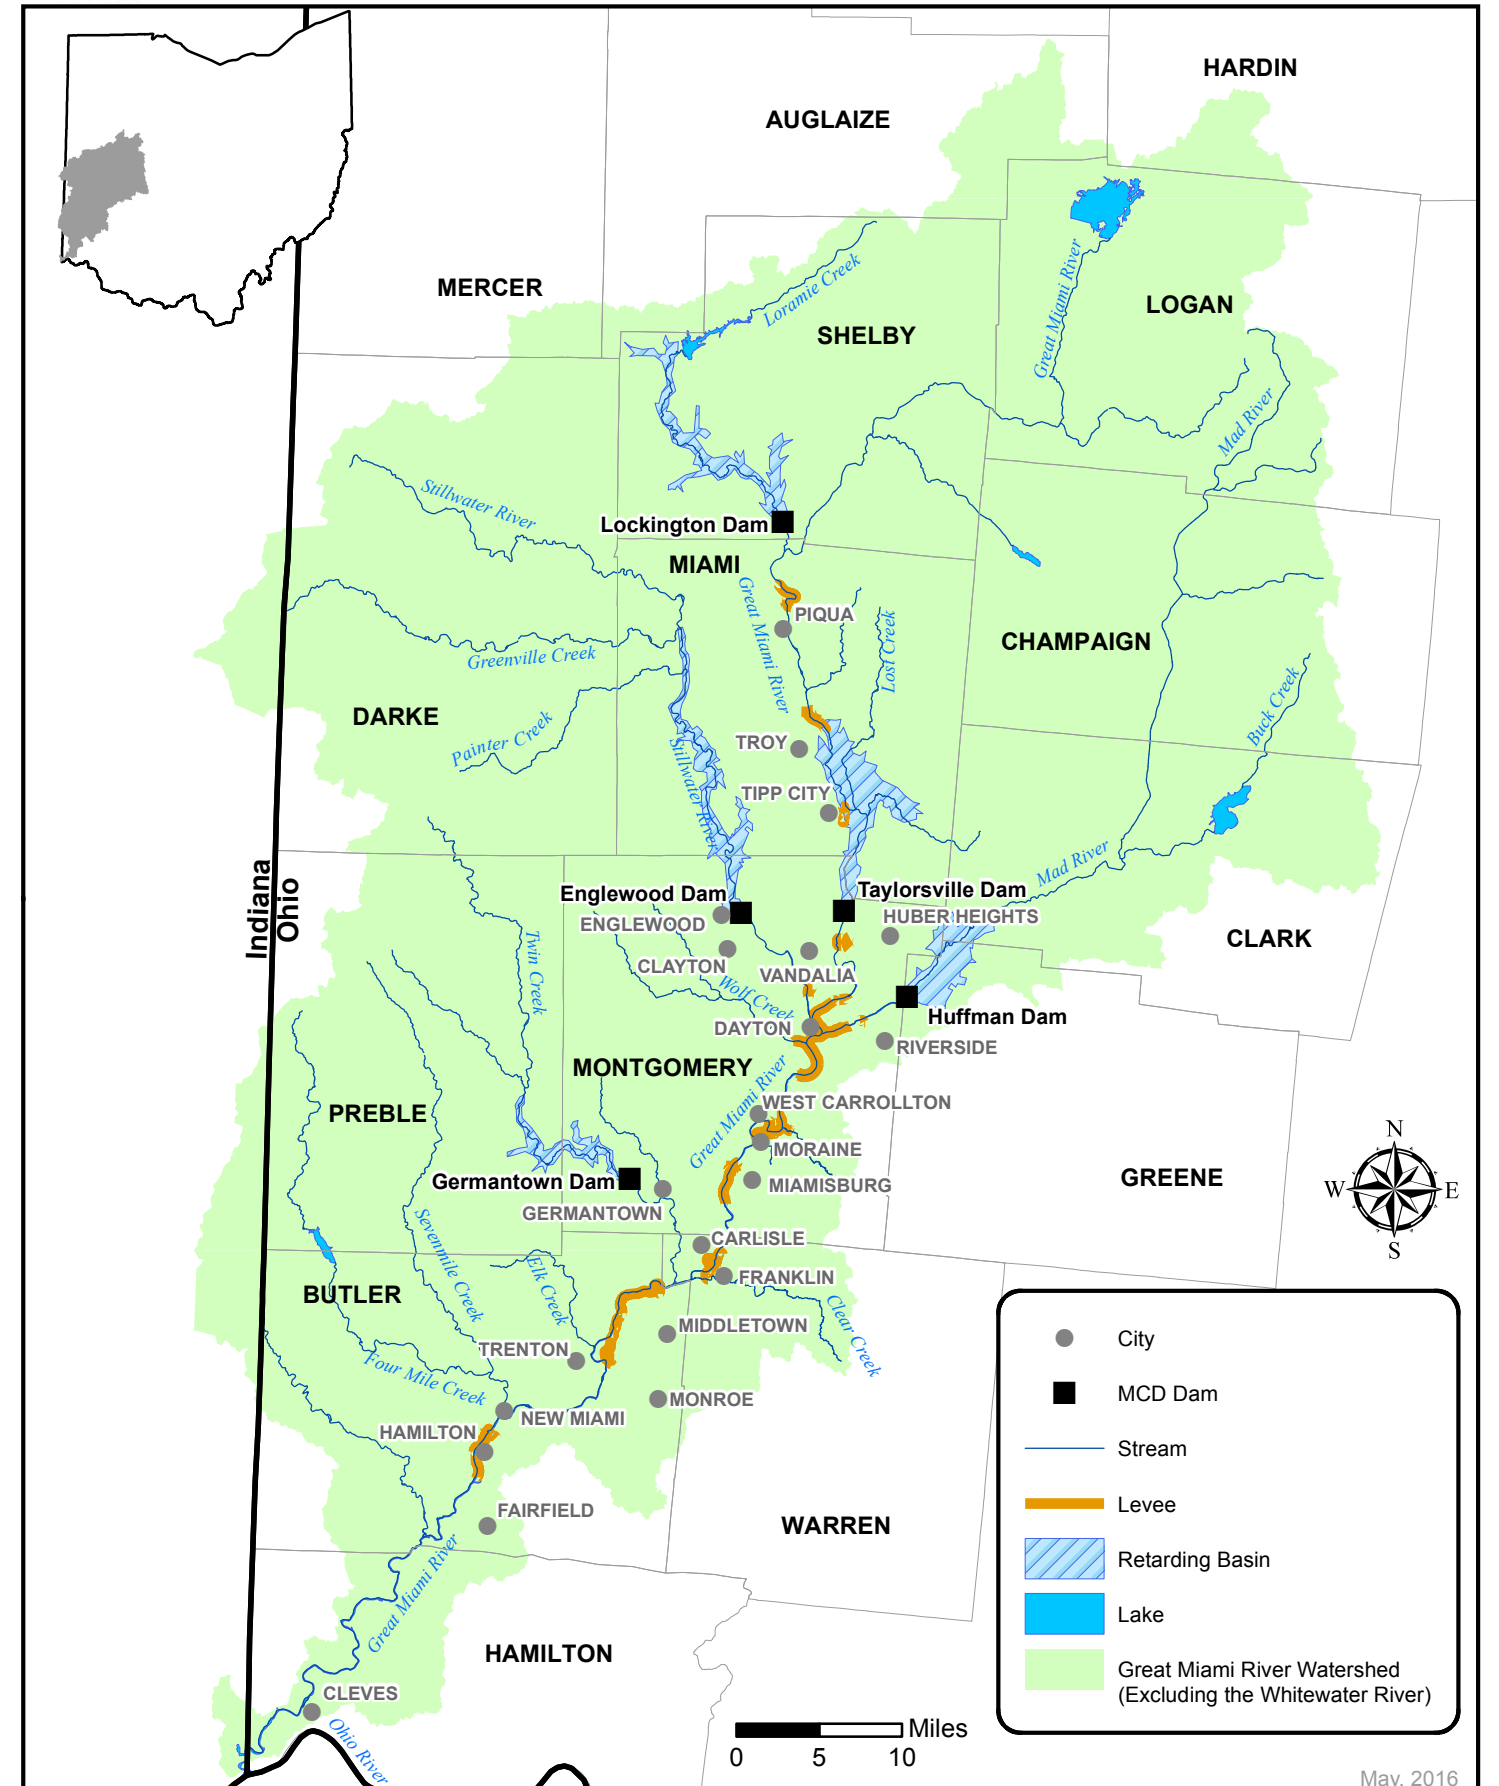 HARDIN
AUGLAIZE
MERCER
Loramie Creek
SHELBY
Great Miami River
LOGAN
Mad River
Stillwater River
Lockington Dam
MIAMI
Great Miami River
PIQUA
Lost Creek
CHAMPAIGN
Greenville Creek
Buck Creek
DARKE
Painter Creek
Stillwater River
TROY
TIPP CITY
Mad River
Indiana
Ohio
Englewood Dam
Taylorsville Dam
ENGLEWOOD
HUBER HEIGHTS
CLARK
Twin Creek
CLAYTON
VANDALIA
Wolf Creek
DAYTON
Huffman Dam
RIVERSIDE
MONTGOMERY
Great Miami River
PREBLE
WEST CARROLLTON
MORAINE
N
W
E
S
GREENE
Germantown Dam
MIAMISBURG
GERMANTOWN
Sevenmile Creek
CARLISLE
Elk Creek
FRANKLIN
BUTLER
Clear Creek
MIDDLETOWN
TRENTON
Four Mile Creek
MONROE
NEW MIAMI
HAMILTON
FAIRFIELD
WARREN
Great Miami River
HAMILTON
CLEVES
Ohio River
City
MCD Dam
Stream
Levee
Retarding Basin
Lake
Great Miami River Watershed
(Excluding the Whitewater River)
Miles
0 5 10
May, 2016